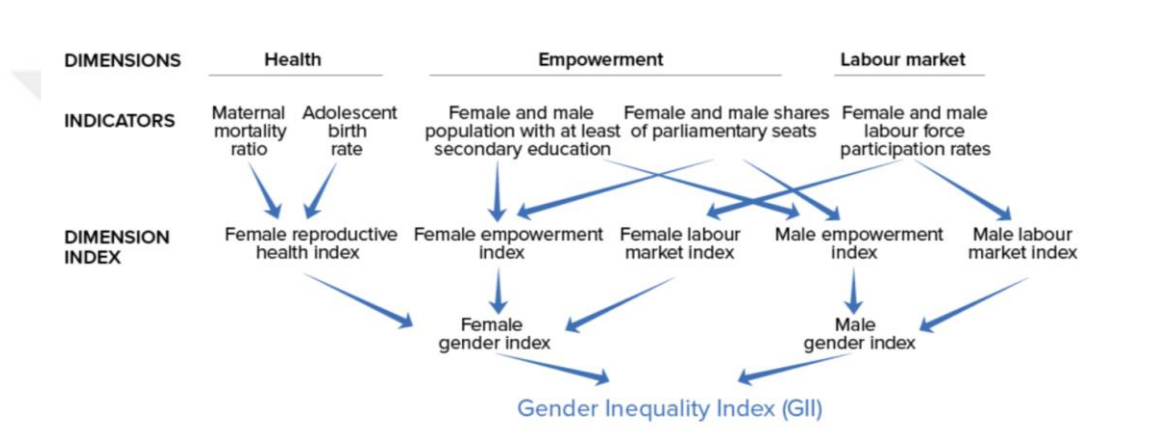 DIMENSIONS Health Empowerment Labour market
INDICATORS
Maternal
mortality
ratio
Adolescent
birth
rate
Female and male
population with at least
secondary education
Female and male shares
of parliamentary seats
Female and male
labour force
participation rates
DIMENSION
INDEX
Female reproductive
health index
Female empowerment
index
Female labour
market index
Male empowerment
index
Male labour
market index
Female
gender index
Male
gender index
Gender Inequality Index (GII)